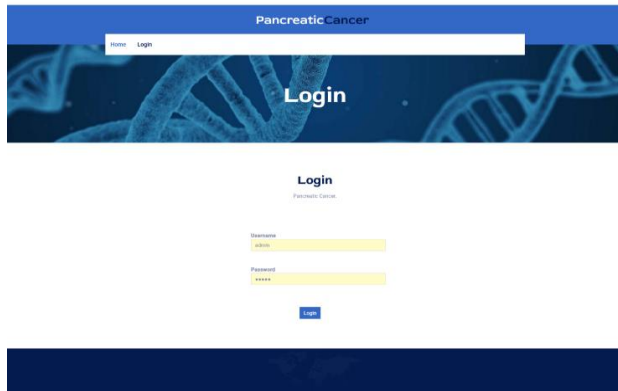 PancreaticCancer
Home Login
Login
Login
Pancreatic Cancer.
Username
admin
Password
*****
Login